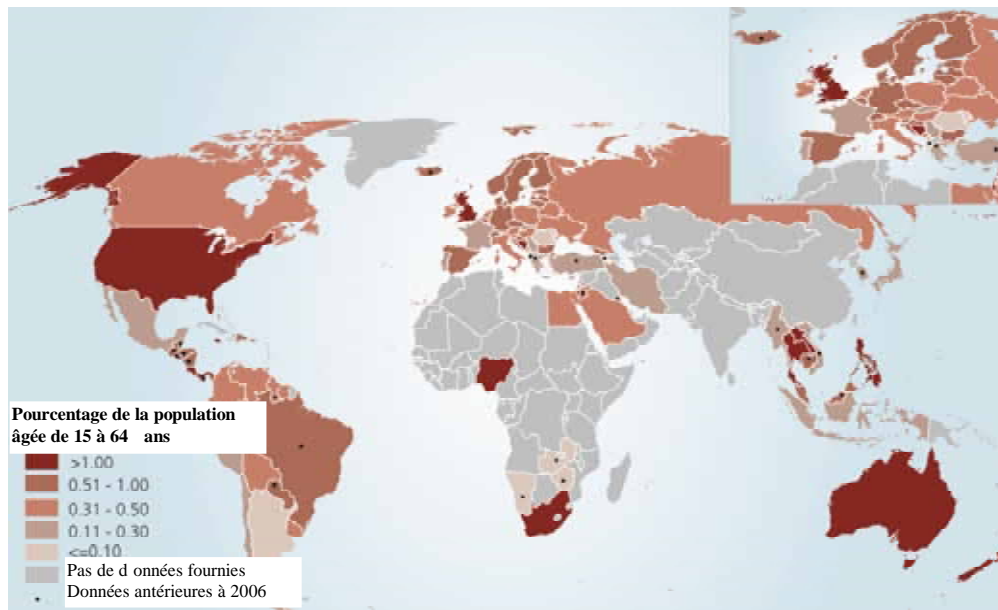 Pourcentage de la population
âgée de 15 à 64 ans
>1.00
0.51 - 1.00
0.31 - 0.50
0.11 - 0.30
<=0.10
Pas de d onnées fournies
Données antérieures à 2006